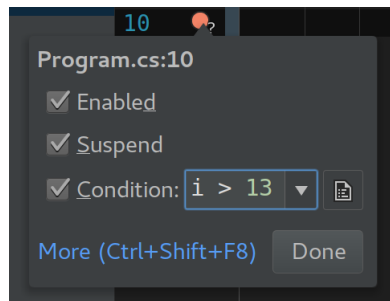 10 ?
Program.cs:10
Enabled
Suspend
Condition: i > 13
More (Ctrl+Shift+F8) Done